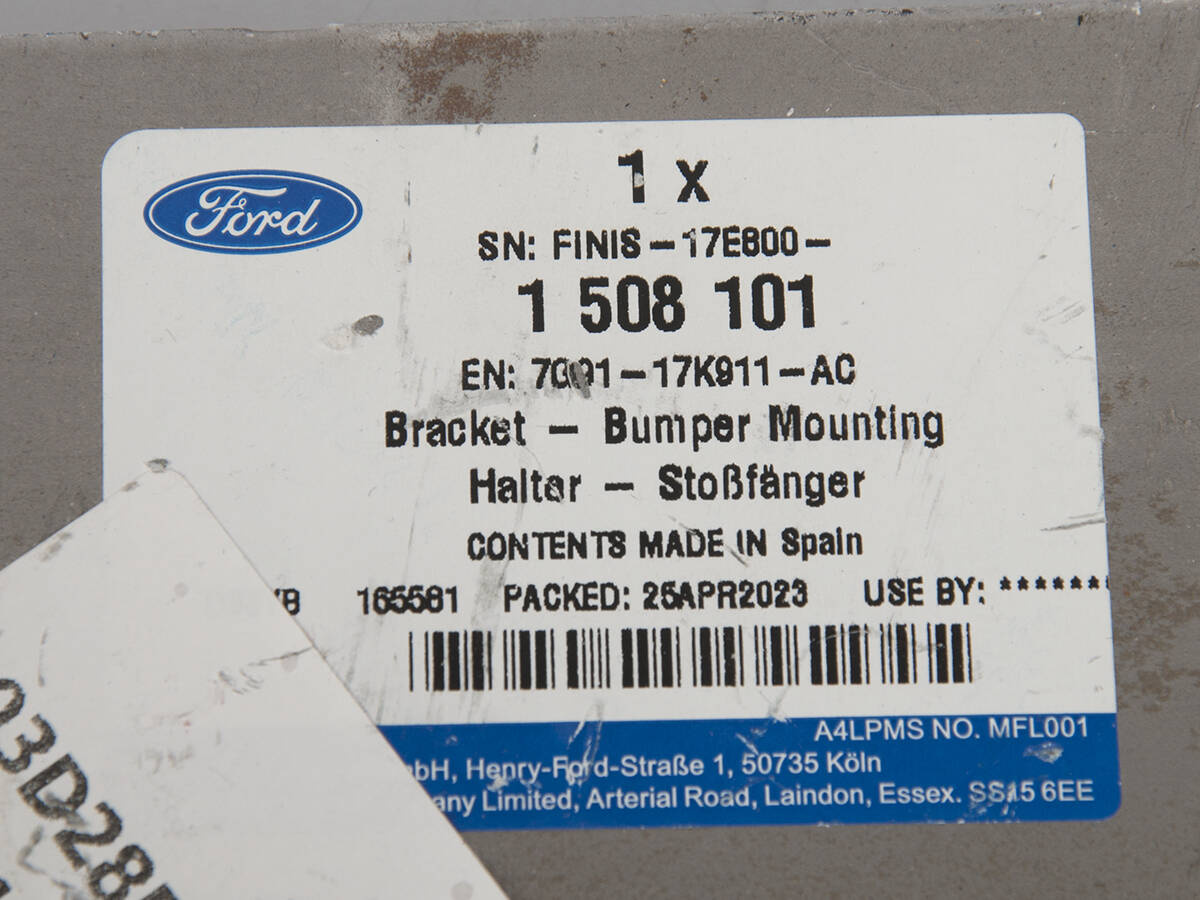 Ford
1 x
SN: FINIS-17E800-
1 508 101
EN: 7G91-17K911-AC
Bracket - Bumper Mounting
Halter - Stoßfänger
CONTENTS MADE IN Spain
165581 PACKED: 26APR2023 USE BY: *******
A4LPMS NO. MFL001
bH, Henry-Ford-Straße 1, 50735 Köln
any Limited, Arterial Road, Laindon, Essex. SS15 6EE
03D28